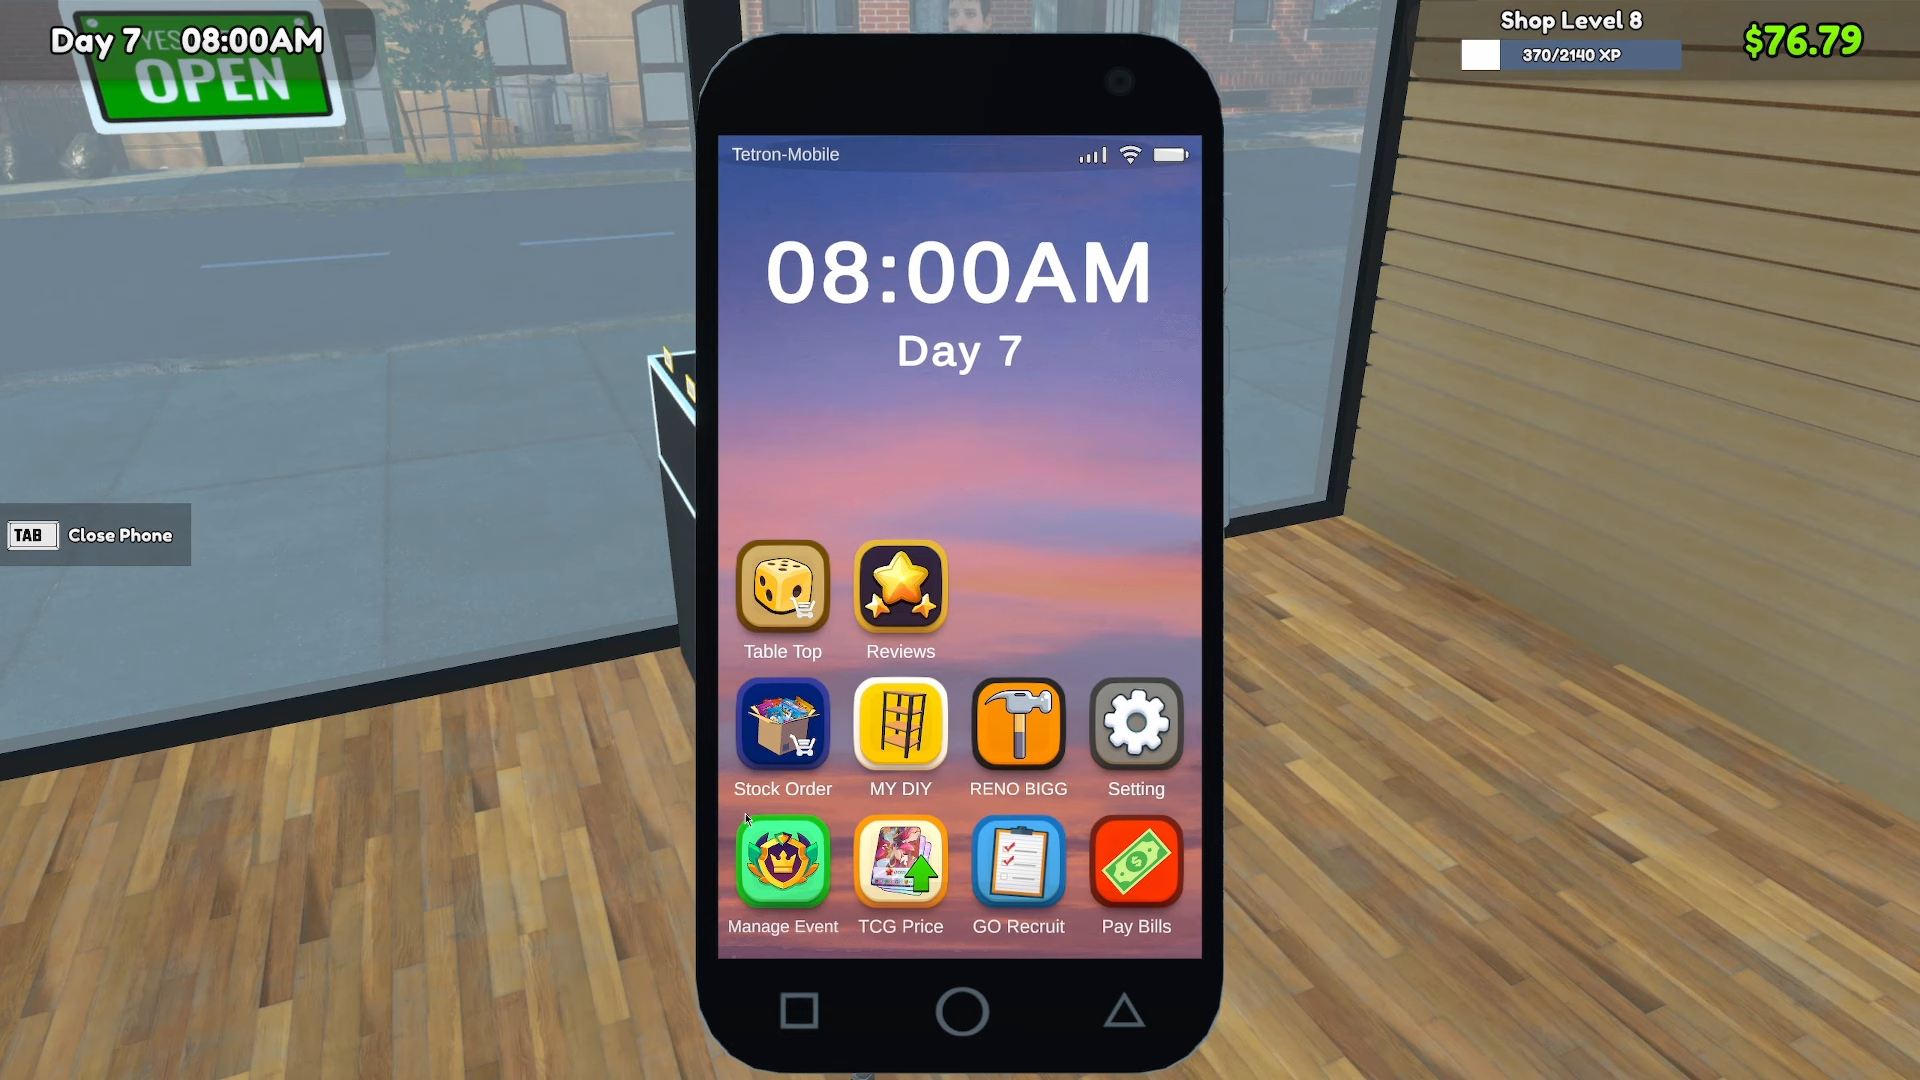 Day 7 08:00AM
YES
OPEN
Shop Level 8
370/2140 XP
$76.79
Tetron-Mobile
08:00AM
Day 7
TAB Close Phone
Table Top
Reviews
Stock Order
MY DIY
RENO BIGG
Setting
Manage Event
TCG Price
GO Recruit
Pay Bills